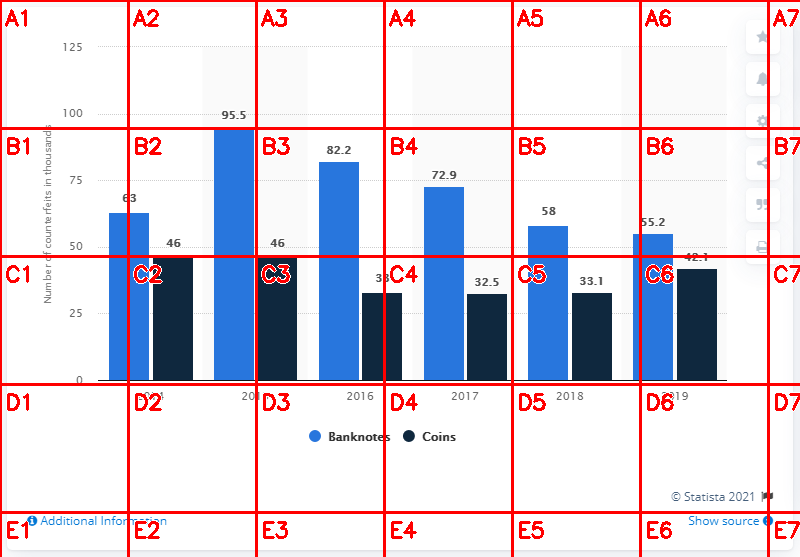 A1 A2 A3 A4 A5 A6 A7
125
100
95.5
B1 B2 B3 B4 B5 B6 B7
82.2
75
72.9
63
58
55.2
50
46
46
42.1
Number of counterfeits in thousands
C1 C2 C3 C4 C5 C6 C7
33
32.5
33.1
25
0
2016 2017 2018
D1 D2 D3 D4 D5 D6 D7
Banknotes Coins
© Statista 2021
Additional Information Show source
E1 E2 E3 E4 E5 E6 E7